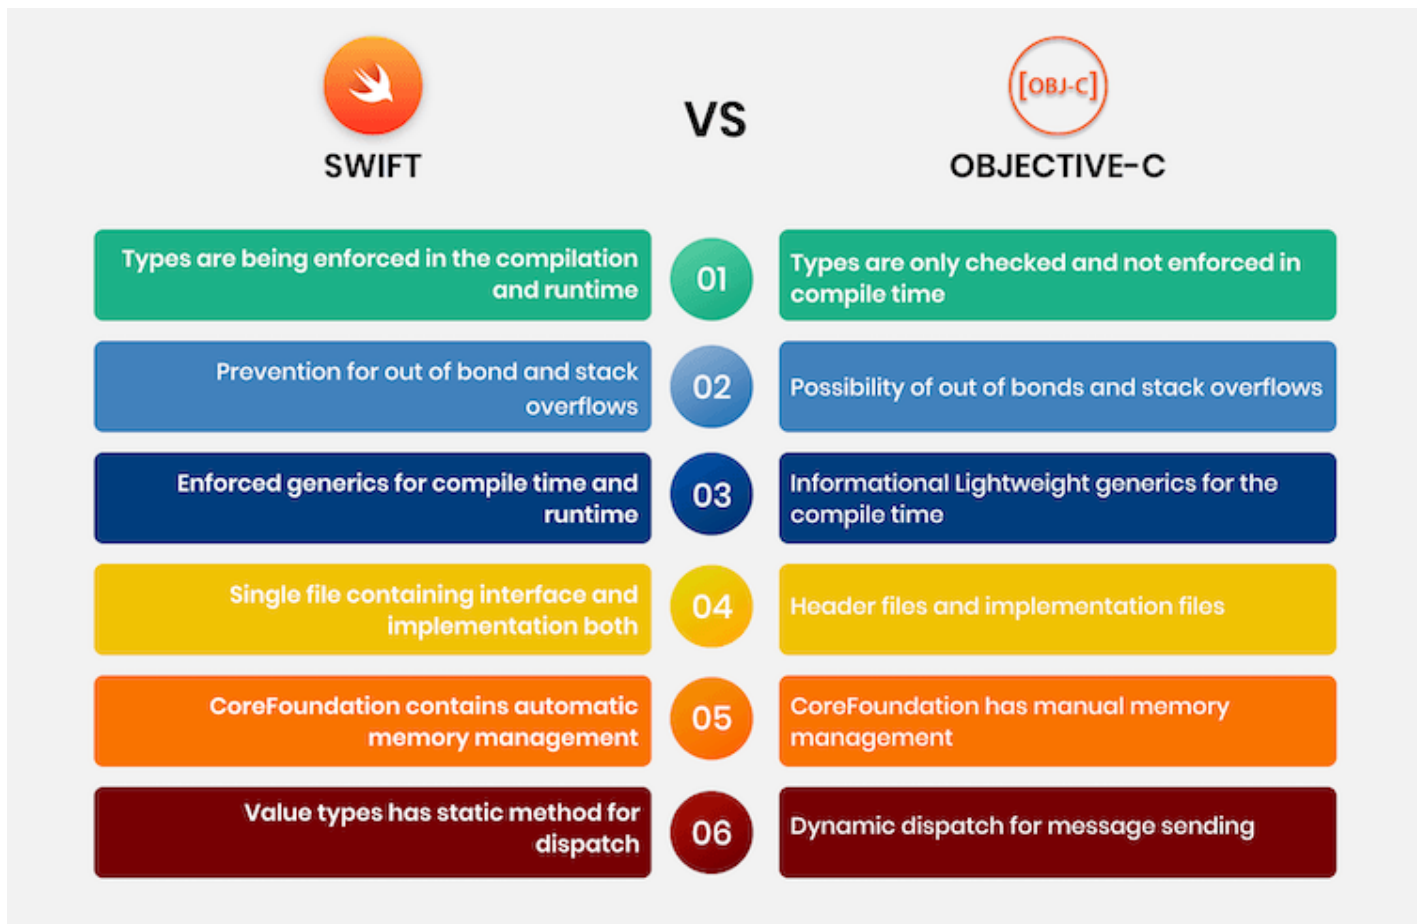 [OBJ-C]
VS
SWIFT
OBJECTIVE-C
Types are being enforced in the compilation
and runtime
01
Types are only checked and not enforced in
compile time
Prevention for out of bond and stack
overflows
02
Possibility of out of bonds and stack overflows
Enforced generics for compile time and
runtime
03
Informational Lightweight generics for the
compile time
Single file containing interface and
implementation both
04
Header files and implementation files
CoreFoundation contains automatic
memory management
05
CoreFoundation has manual memory
management
Value types has static method for
dispatch
06
Dynamic dispatch for message sending